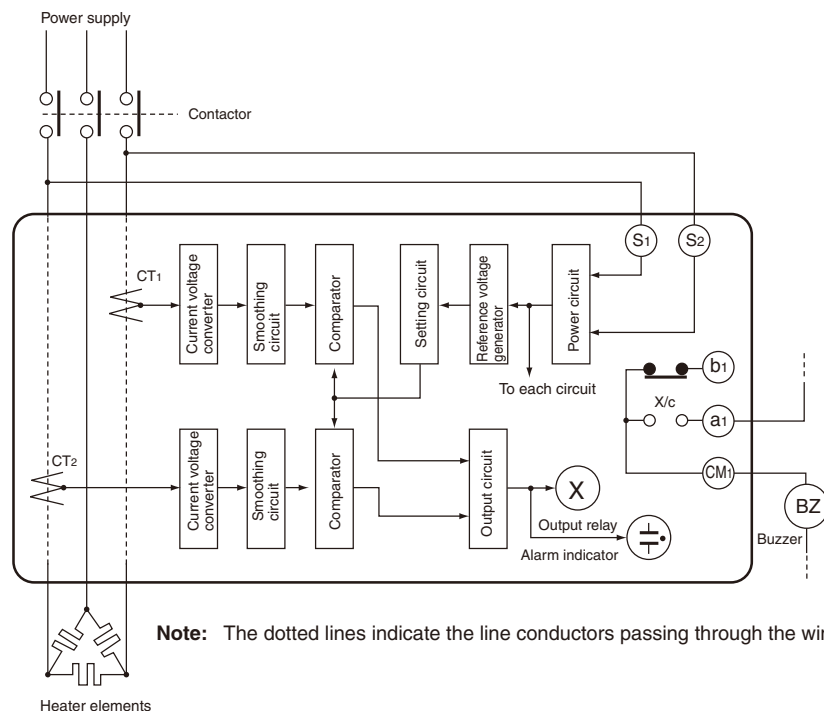 Power supply
Contactor
S1
S2
CT1
Current voltage
converter
Smoothing
circuit
Comparator
Setting circuit
Reference voltage
generator
Power circuit
To each circuit
b1
X/c
a1
CM1
BZ
Buzzer
CT2
Current voltage
converter
Smoothing
circuit
Comparator
Output circuit
X
Output relay
Alarm indicator
Note: The dotted lines indicate the line conductors passing through the
Heater elements